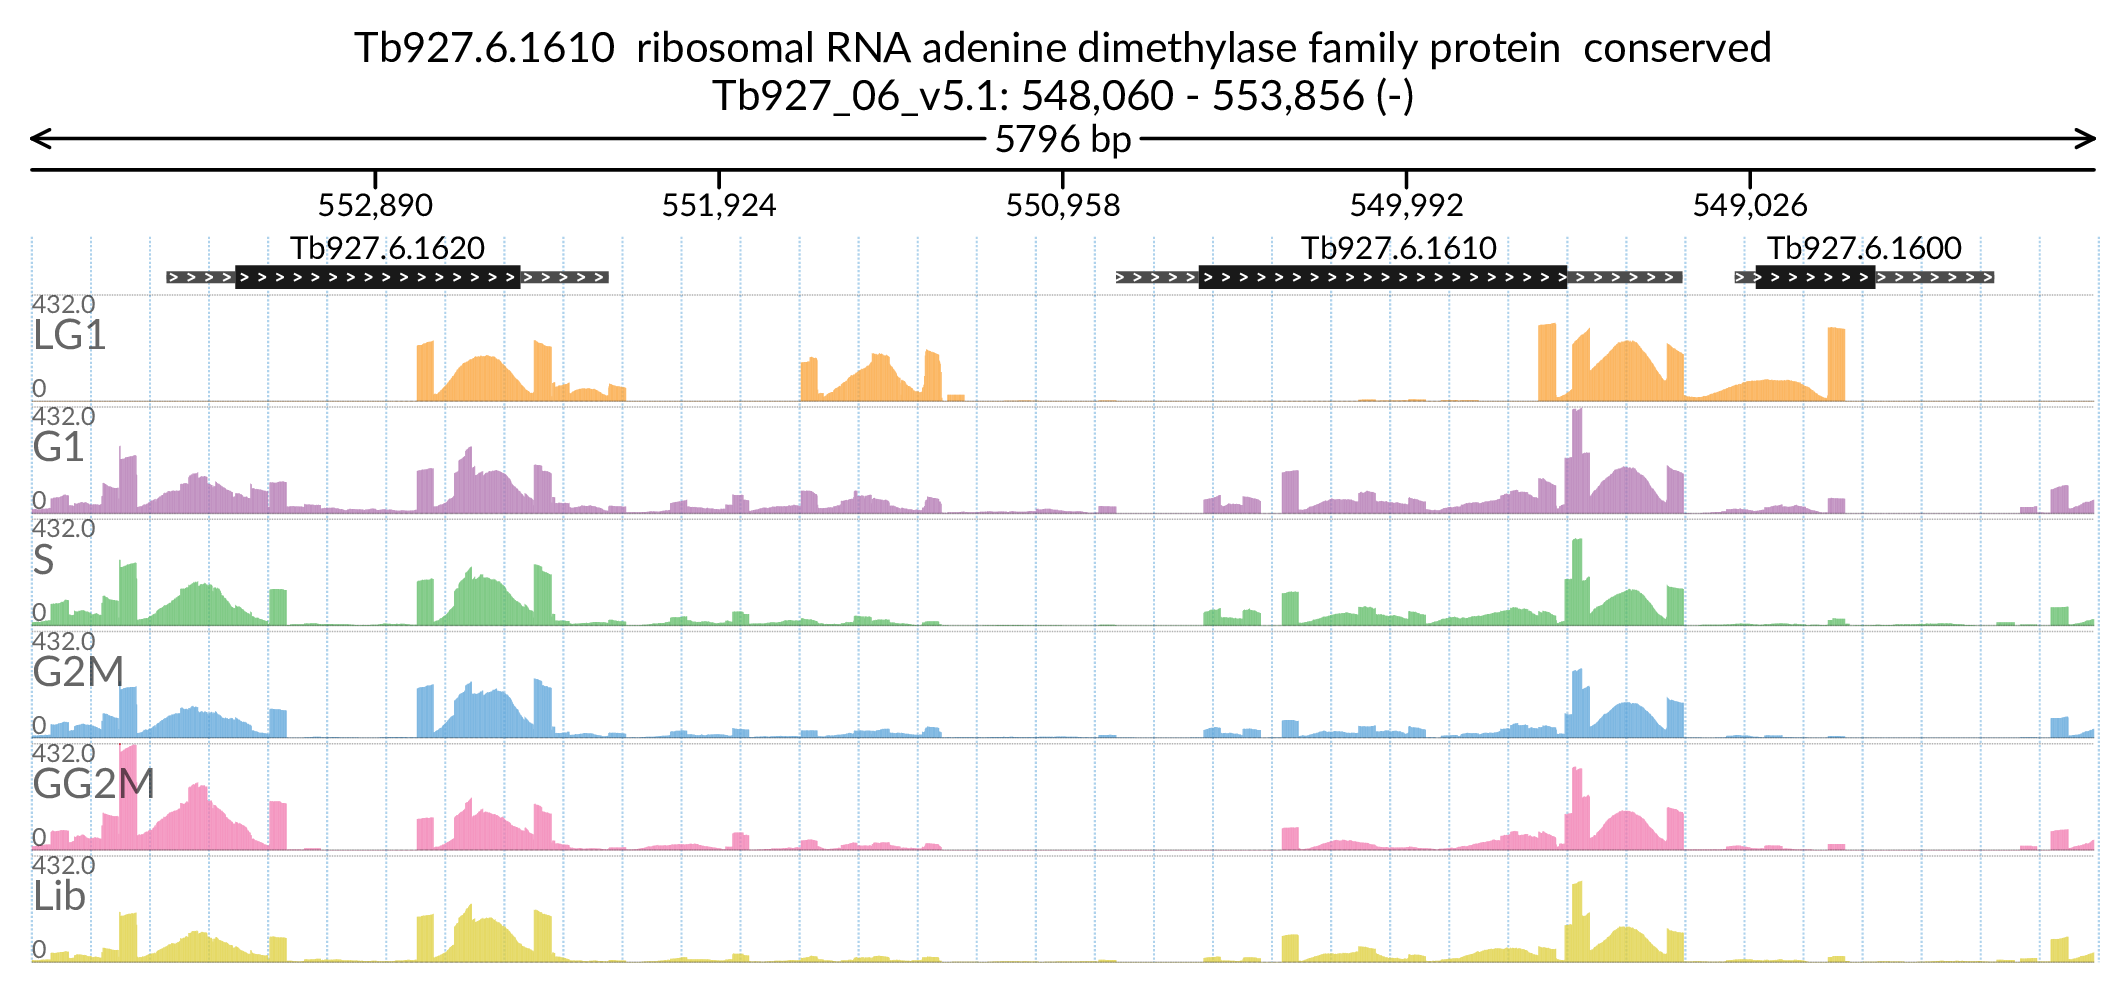 Tb927.6.1610  ribosomal RNA adenine dimethylase family protein  conserved
Tb927_06_v5.1: 548,060 - 553,856 (-)
5796 bp
552,890 551,924 550,958 549,992 549,026
Tb927.6.1620 Tb927.6.1610 Tb927.6.1600
432.0
LG1
0
432.0
G1
0
432.0
S
0
432.0
G2M
0
432.0
GG2M
0
432.0
Lib
0